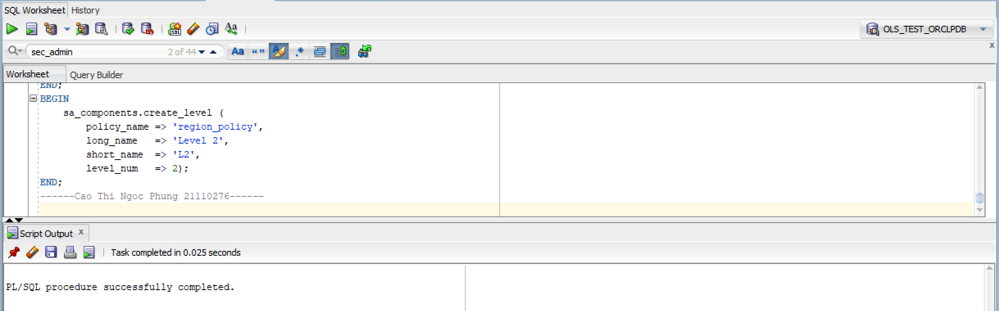 SQL Worksheet History
OLS_TEST_ORCLPDB
sec_admin 2 of 44 Aa “ ” .*
Worksheet Query Builder
END;
BEGIN
    sa_components.create_level (
        policy_name => 'region_policy',
        long_name   => 'Level 2',
        short_name  => 'L2',
        level_num   => 2);
END;
------Cao Thi Ngoc Phung 21110276------
Script Output x
Task completed in 0.025 seconds
PL/SQL procedure successfully completed.